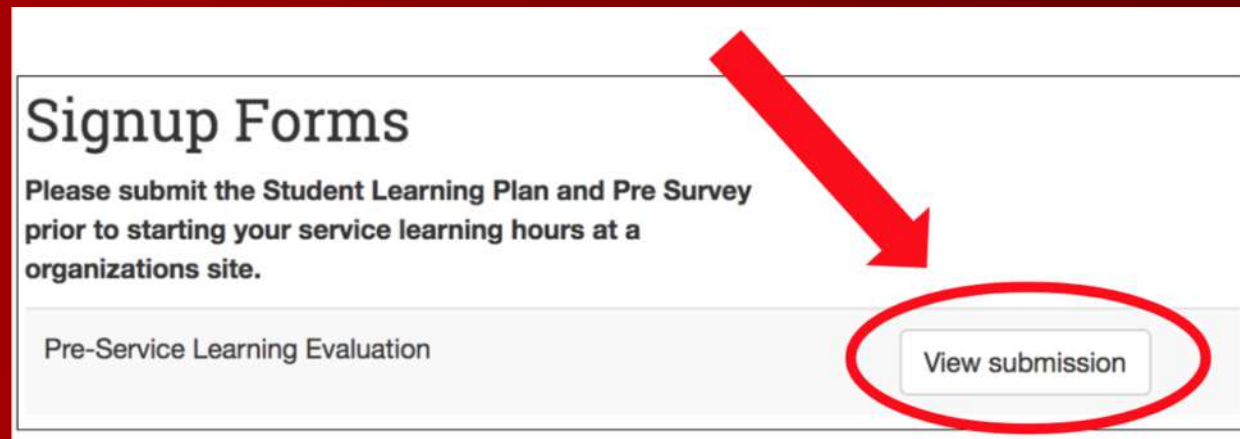 Signup Forms
Please submit the Student Learning Plan and Pre Survey
prior to starting your service learning hours at a
organizations site.
Pre-Service Learning Evaluation
View submission